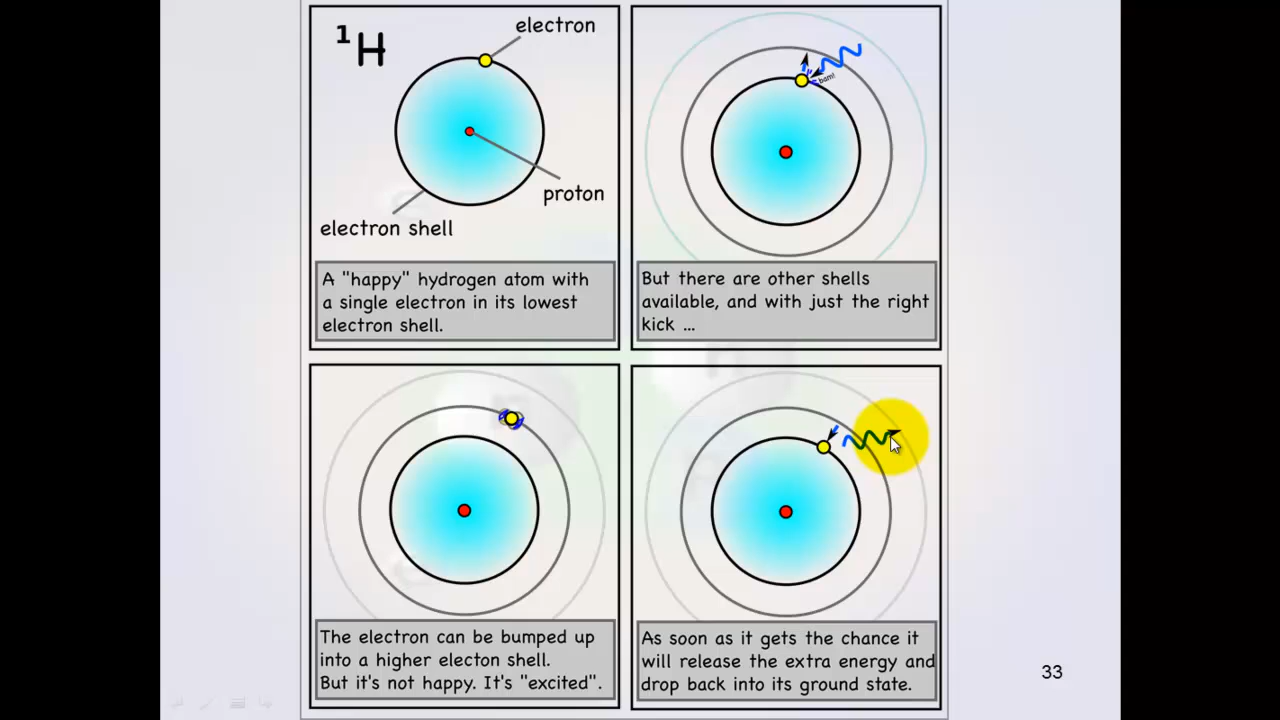 1H
electron
proton
electron shell
A "happy" hydrogen atom with
a single electron in its lowest
electron shell.
bam!
But there are other shells
available, and with just the right
kick ...
The electron can be bumped up
into a higher electon shell.
But it's not happy. It's "excited".
As soon as it gets the chance it
will release the extra energy and
drop back into its ground state.
33